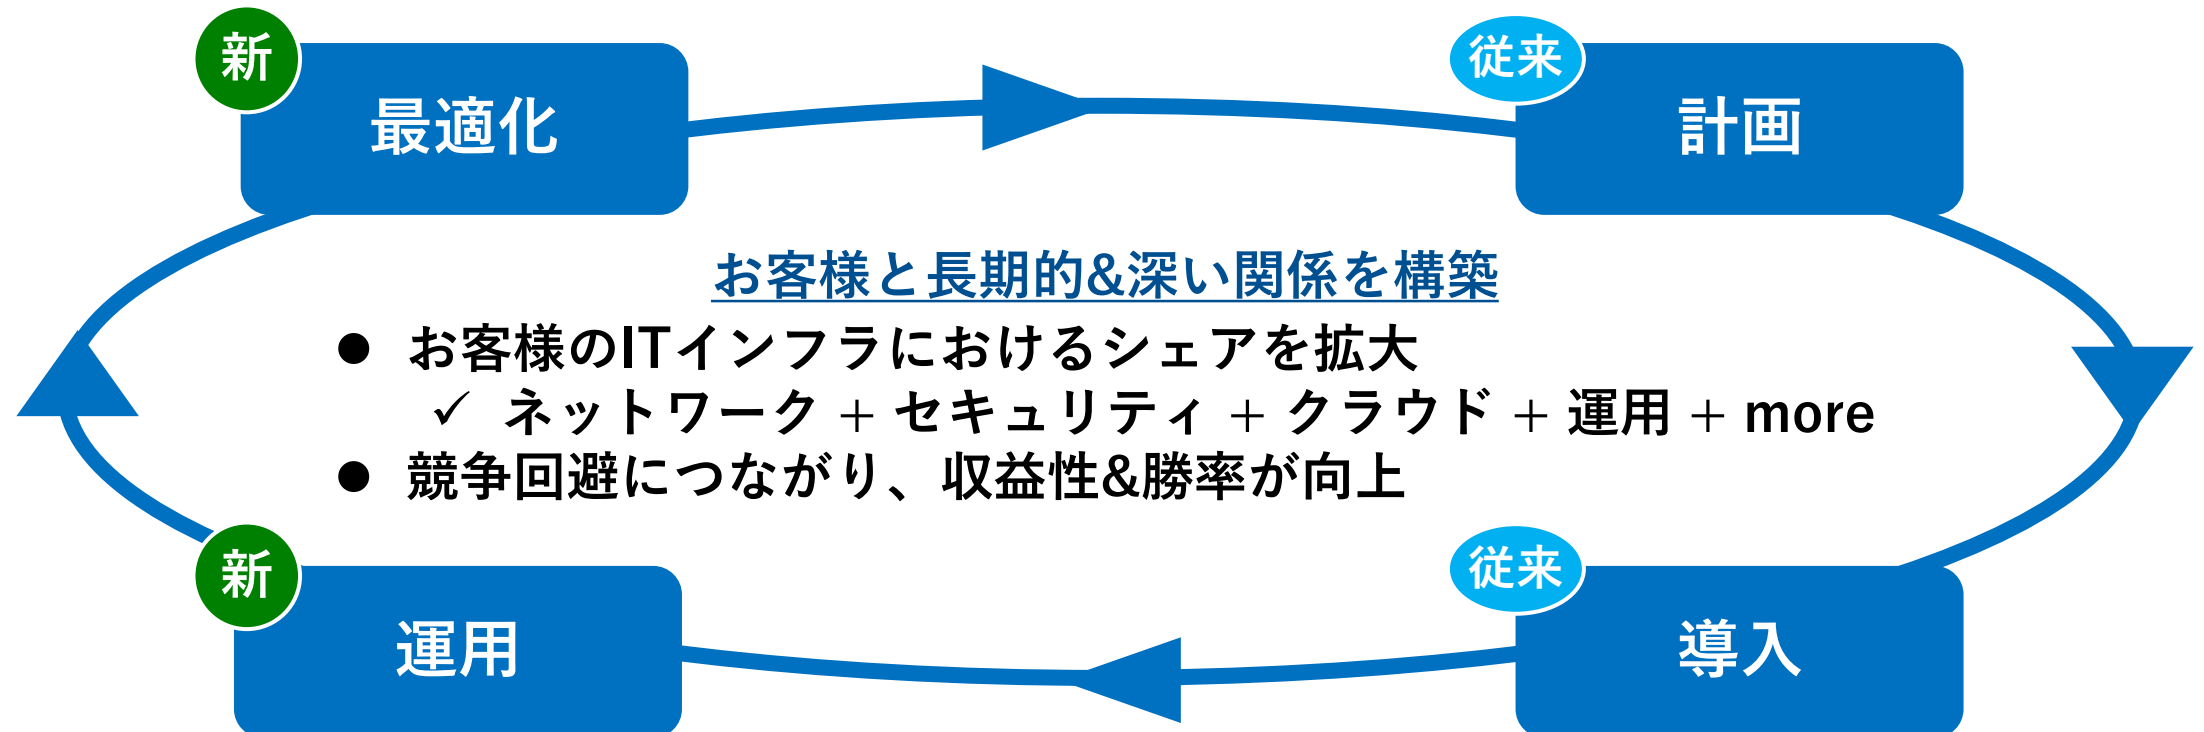 新
最適化
従来
計画
お客様と長期的&深い関係を構築
● お客様のITインフラにおけるシェアを拡大
✓ ネットワーク + セキュリティ + クラウド + 運用 + more
● 競争回避につながり、収益性&勝率が向上
新
運用
従来
導入